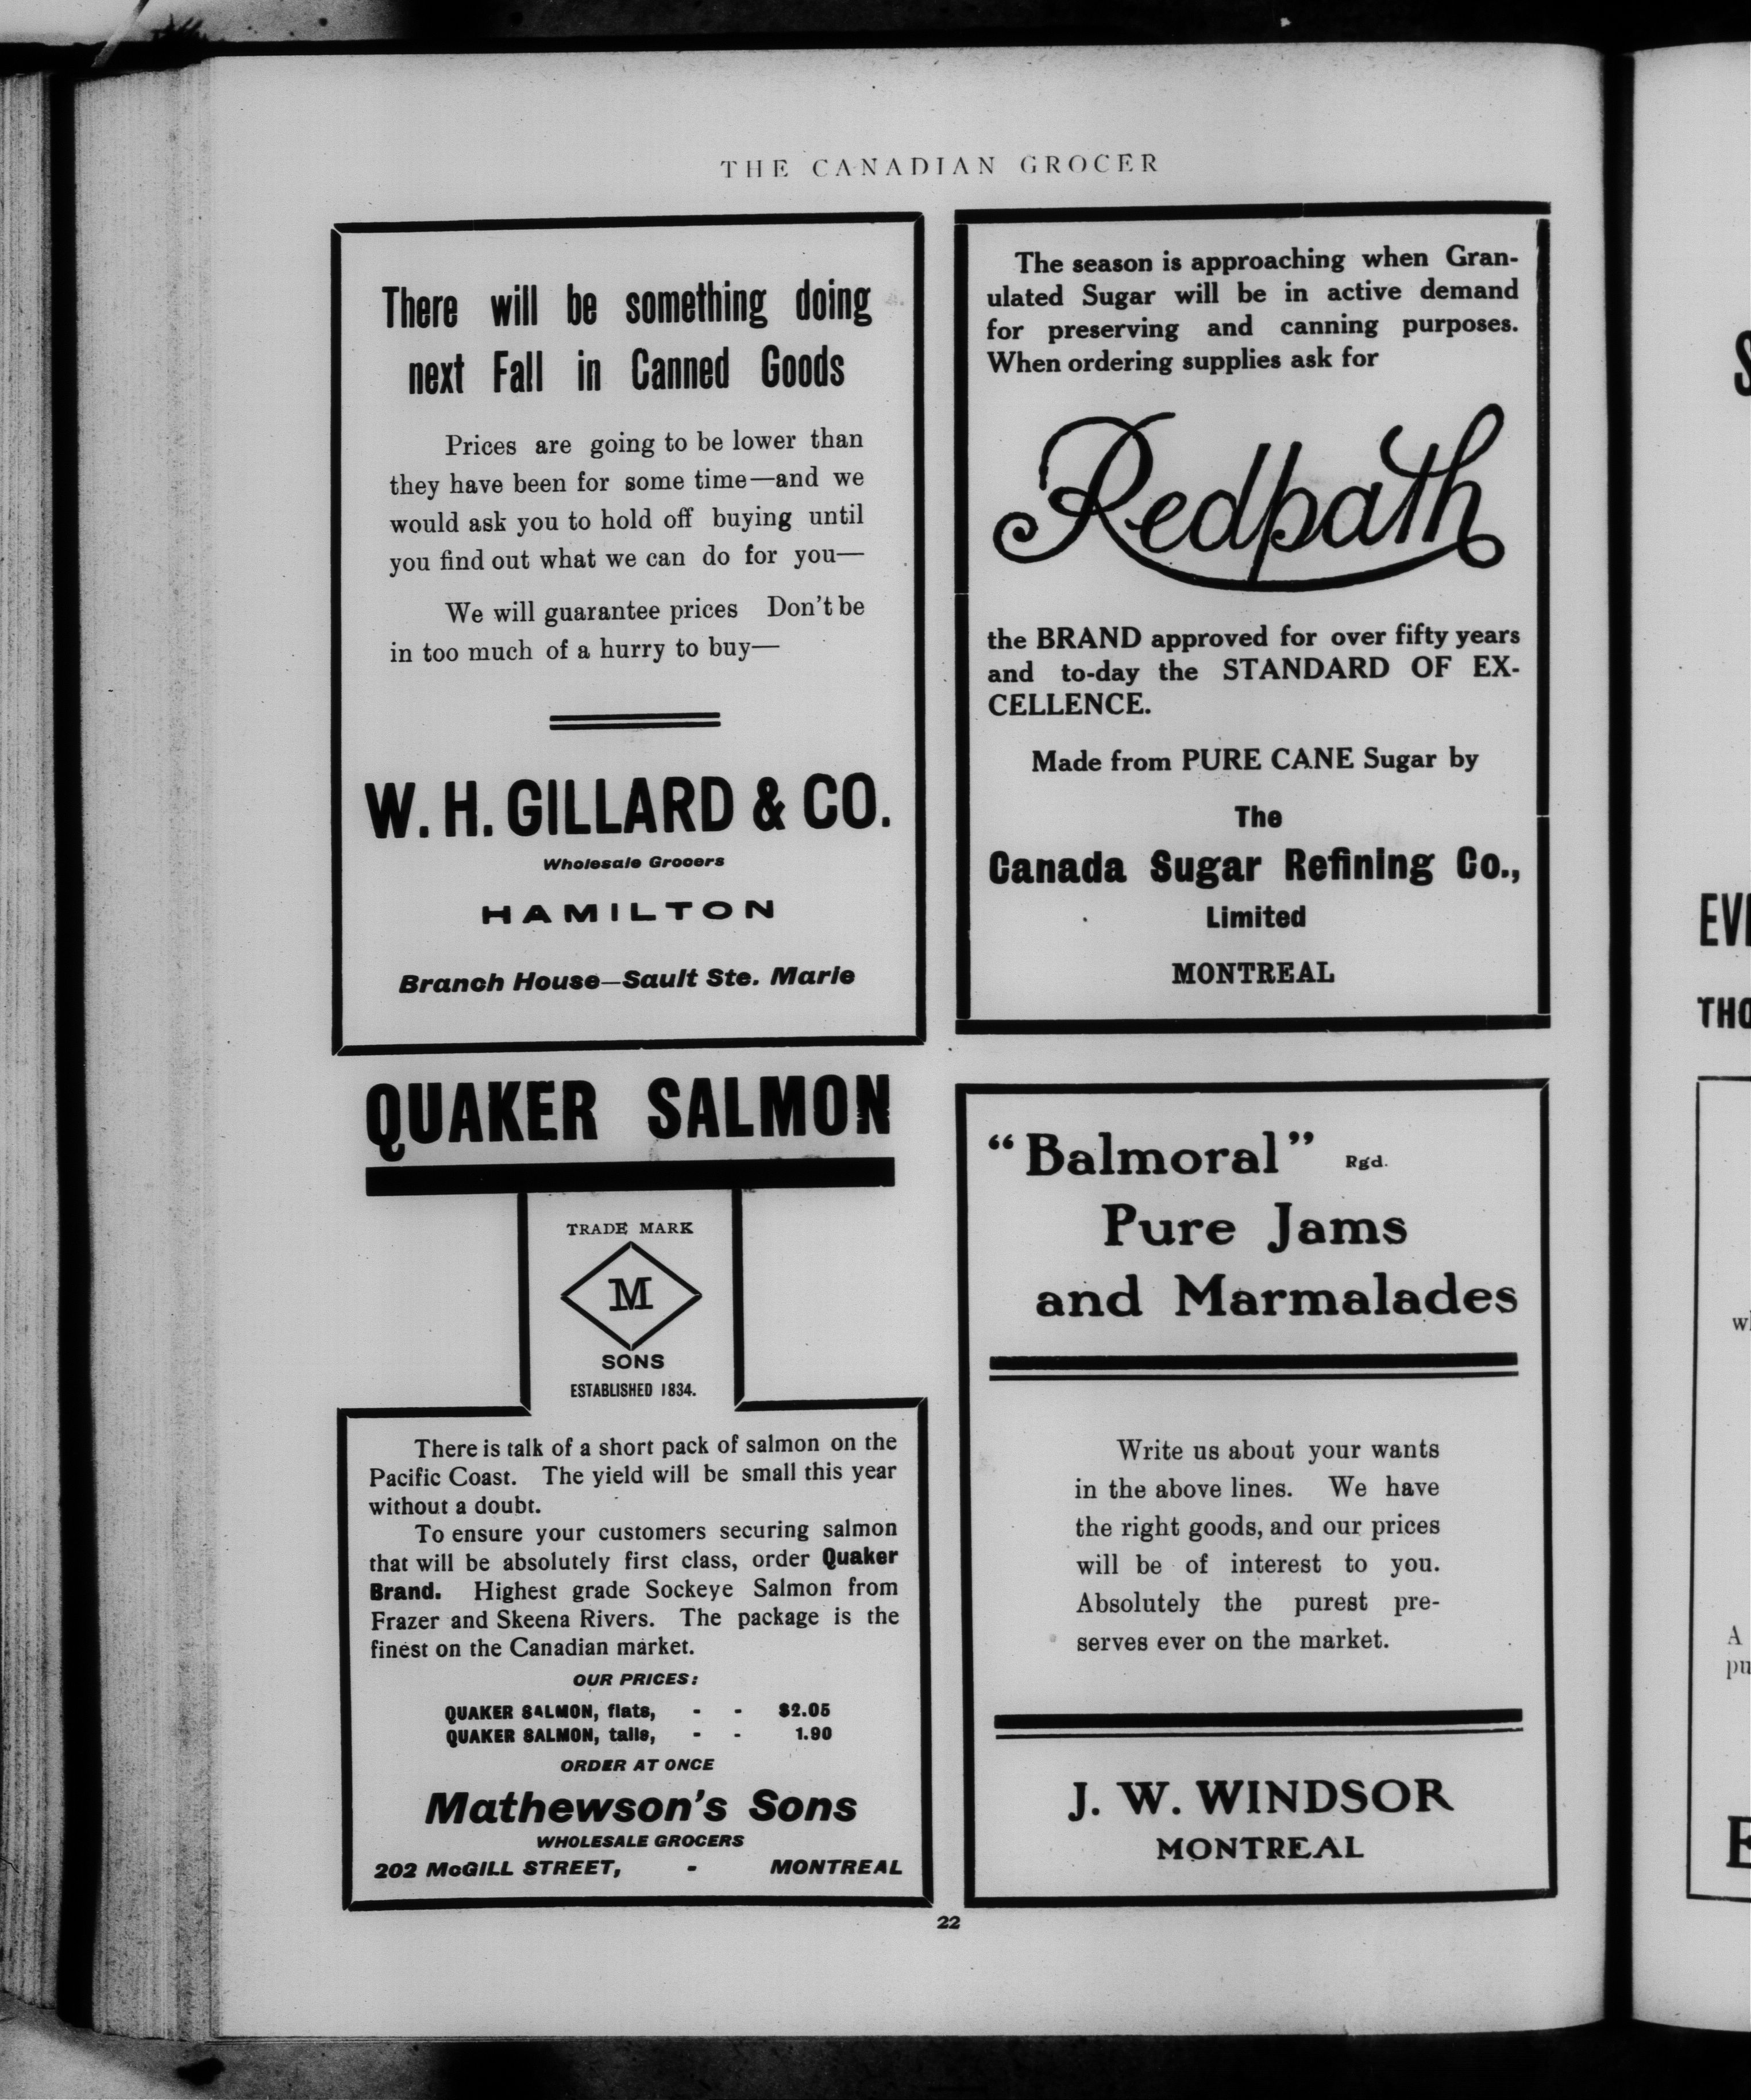 THE CANADIAN GROCER
There will be something doing
next Fall in Canned Goods
Prices are going to be lower than
they have been for some time—and we
would ask you to hold off buying until
you find out what we can do for you—
We will guarantee prices Don't be
in too much of a hurry to buy—
W. H. GILLARD & CO.
Wholesale Grocers
HAMILTON
Branch House—Sault Ste. Marie
The season is approaching when Gran-
ulated Sugar will be in active demand
for preserving and canning purposes.
When ordering supplies ask for
Redpath
the BRAND approved for over fifty years
and to-day the STANDARD OF EX-
CELLENCE.
Made from PURE CANE Sugar by
The
Canada Sugar Refining Co.,
Limited
MONTREAL
QUAKER SALMON
TRADE MARK
M
SONS
ESTABLISHED 1834.
There is talk of a short pack of salmon on the
Pacific Coast. The yield will be small this year
without a doubt.
To ensure your customers securing salmon
that will be absolutely first class, order Quaker
Brand. Highest grade Sockeye Salmon from
Frazer and Skeena Rivers. The package is the
finest on the Canadian market.
OUR PRICES:
QUAKER SALMON, flats, - - $2.05
QUAKER SALMON, talls, - - 1.90
ORDER AT ONCE
Mathewson's Sons
WHOLESALE GROCERS
202 McGILL STREET, - MONTREAL
"Balmoral" Rgd.
Pure Jams
and Marmalades
Write us about your wants
in the above lines. We have
the right goods, and our prices
will be of interest to you.
Absolutely the purest pre-
serves ever on the market.
J. W. WINDSOR
MONTREAL
22